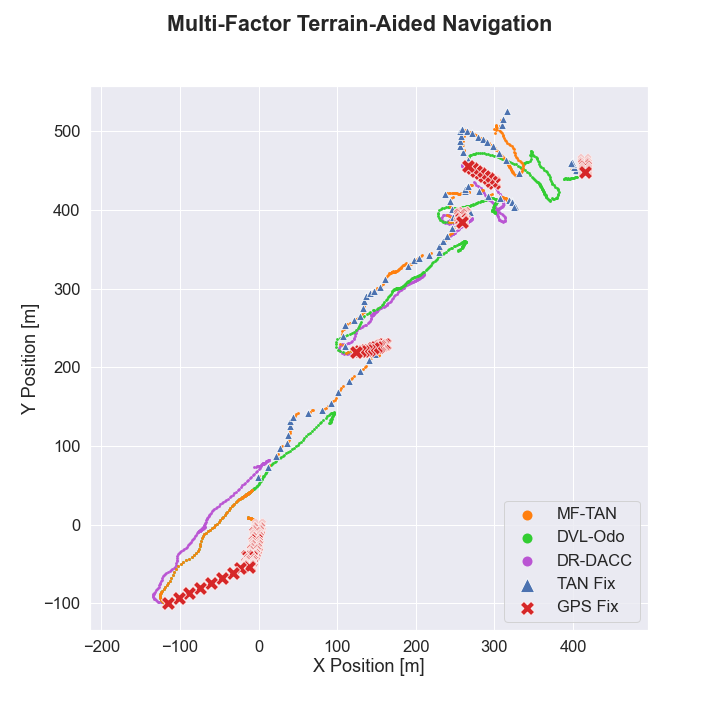 Multi-Factor Terrain-Aided Navigation
Y Position [m]
500
400
300
200
100
0
−100
−200
−100
0
100
200
300
400
X Position [m]
MF-TAN
DVL-Odo
DR-DACC
TAN Fix
GPS Fix